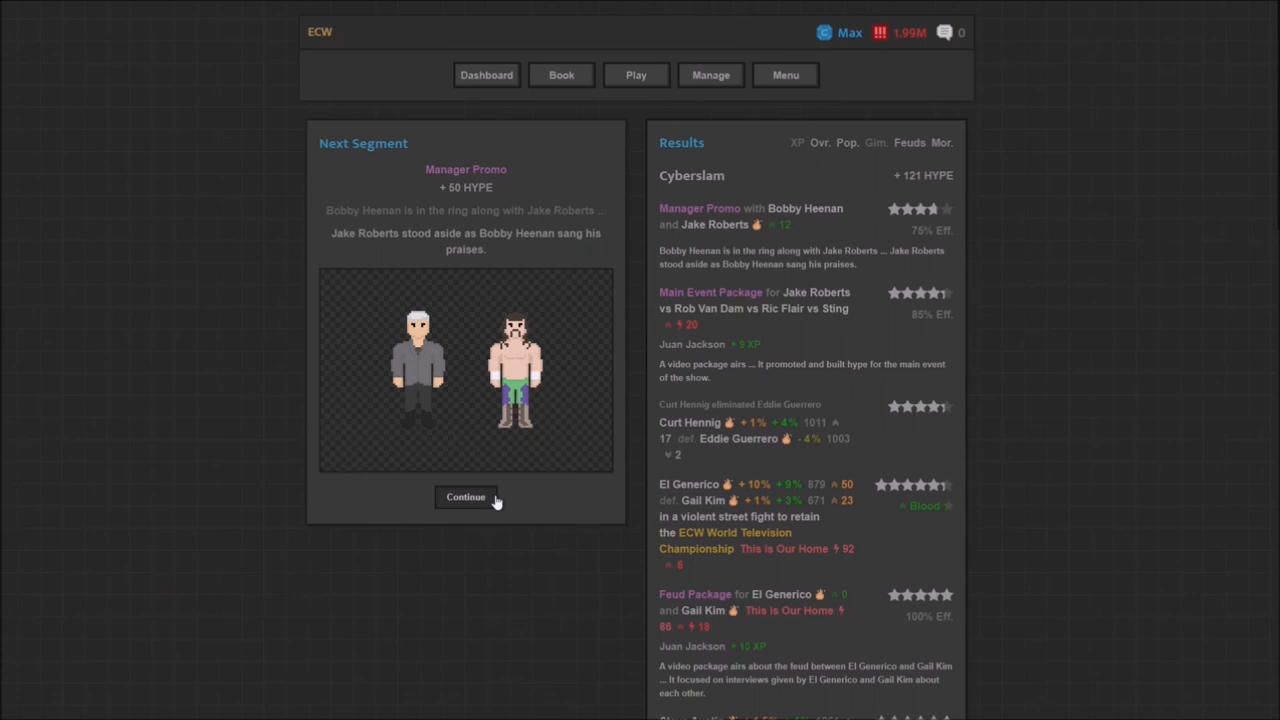 ECW
Max 1.99M 0
Dashboard Book Play Manage Menu
Next Segment
Manager Promo
+ 50 HYPE
Bobby Heenan is in the ring along with Jake Roberts ...
Jake Roberts stood aside as Bobby Heenan sang his
praises.
Continue
Results XP Ovr. Pop. Gim. Feuds Mor.
Cyberslam + 121 HYPE
Manager Promo with Bobby Heenan
and Jake Roberts 12
75% Eff.
Bobby Heenan is in the ring along with Jake Roberts ... Jake Roberts
stood aside as Bobby Heenan sang his praises.
Main Event Package for Jake Roberts
vs Rob Van Dam vs Ric Flair vs Sting
85% Eff.
20
Juan Jackson + 9 XP
A video package airs ... It promoted and built hype for the main event
of the show.
Curt Hennig eliminated Eddie Guerrero
Curt Hennig + 1% + 4% 1011
17 def. Eddie Guerrero - 4% 1003
2
El Generico + 10% + 9% 879 50
def. Gail Kim + 1% + 3% 671 23
Blood
in a violent street fight to retain
the ECW World Television
Championship This Is Our Home 92
6
Feud Package for El Generico 0
and Gail Kim This Is Our Home
100% Eff.
86 18
Juan Jackson + 10 XP
A video package airs about the feud between El Generico and Gail Kim
... It focused on interviews given by El Generico and Gail Kim about
each other.